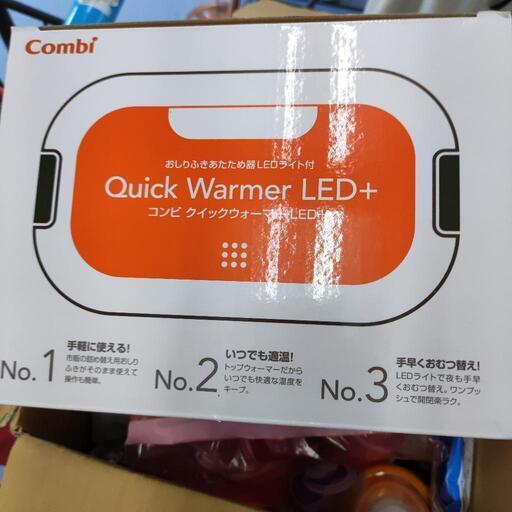 Combi
おしりふきあたため器 LEDライト付
Quick Warmer LED+
コンビ クイックウォーマーLED+
No.1
手軽に使える!
市販の詰め替え用おしり
ふきがそのまま使えて
操作も簡単。
No.2
いつでも適温!
トップウォーマーだから
いつでも快適な温度を
キープ。
No.3
手早くおむつ替え!
LEDライトで夜も手早
くおむつ替え。ワンプッ
シュで開閉楽ラク。